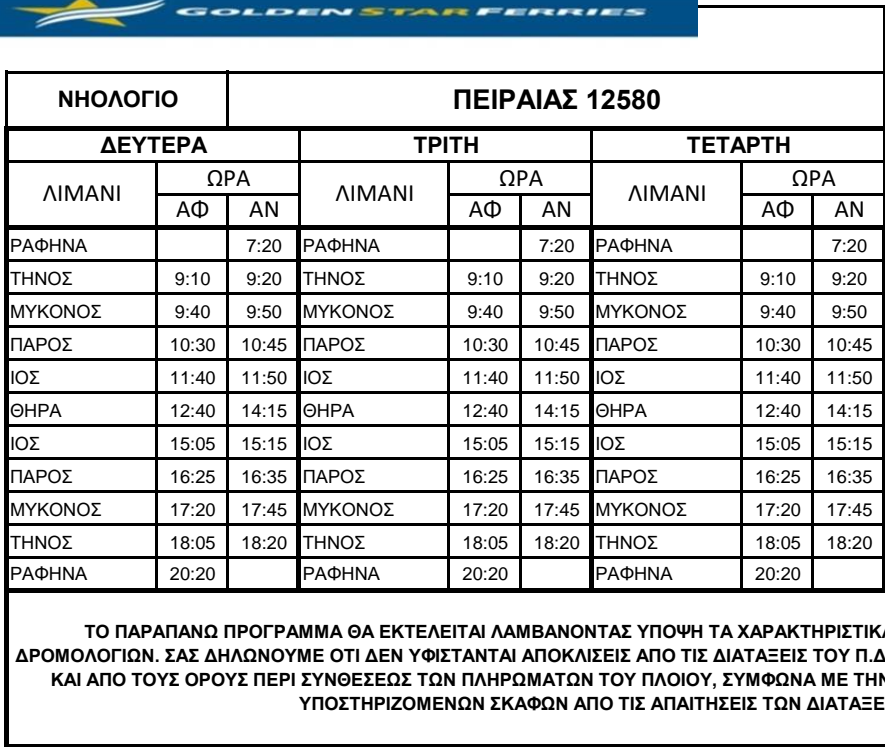 GOLDEN STAR FERRIES
ΝΗΟΛΟΓΙΟ ΠΕΙΡΑΙΑΣ 12580
ΔΕΥΤΕΡΑ ΤΡΙΤΗ ΤΕΤΑΡΤΗ
ΛΙΜΑΝΙ ΩΡΑ ΛΙΜΑΝΙ ΩΡΑ ΛΙΜΑΝΙ ΩΡΑ
ΑΦ ΑΝ ΑΦ ΑΝ ΑΦ ΑΝ
ΡΑΦΗΝΑ 7:20 ΡΑΦΗΝΑ 7:20 ΡΑΦΗΝΑ 7:20
ΤΗΝΟΣ 9:10 9:20 ΤΗΝΟΣ 9:10 9:20 ΤΗΝΟΣ 9:10 9:20
ΜΥΚΟΝΟΣ 9:40 9:50 ΜΥΚΟΝΟΣ 9:40 9:50 ΜΥΚΟΝΟΣ 9:40 9:50
ΠΑΡΟΣ 10:30 10:45 ΠΑΡΟΣ 10:30 10:45 ΠΑΡΟΣ 10:30 10:45
ΙΟΣ 11:40 11:50 ΙΟΣ 11:40 11:50 ΙΟΣ 11:40 11:50
ΘΗΡΑ 12:40 14:15 ΘΗΡΑ 12:40 14:15 ΘΗΡΑ 12:40 14:15
ΙΟΣ 15:05 15:15 ΙΟΣ 15:05 15:15 ΙΟΣ 15:05 15:15
ΠΑΡΟΣ 16:25 16:35 ΠΑΡΟΣ 16:25 16:35 ΠΑΡΟΣ 16:25 16:35
ΜΥΚΟΝΟΣ 17:20 17:45 ΜΥΚΟΝΟΣ 17:20 17:45 ΜΥΚΟΝΟΣ 17:20 17:45
ΤΗΝΟΣ 18:05 18:20 ΤΗΝΟΣ 18:05 18:20 ΤΗΝΟΣ 18:05 18:20
ΡΑΦΗΝΑ 20:20 ΡΑΦΗΝΑ 20:20 ΡΑΦΗΝΑ 20:20
ΤΟ ΠΑΡΑΠΑΝΩ ΠΡΟΓΡΑΜΜΑ ΘΑ ΕΚΤΕΛΕΙΤΑΙ ΛΑΜΒΑΝΟΝΤΑΣ ΥΠΟΨΗ ΤΑ ΧΑΡΑΚΤΗΡΙΣΤΙΚΑ
ΔΡΟΜΟΛΟΓΙΩΝ. ΣΑΣ ΔΗΛΩΝΟΥΜΕ ΟΤΙ ΔΕΝ ΥΦΙΣΤΑΝΤΑΙ ΑΠΟΚΛΙΣΕΙΣ ΑΠΟ ΤΙΣ ΔΙΑΤΑΞΕΙΣ ΤΟΥ Π.Δ
ΚΑΙ ΑΠΟ ΤΟΥΣ ΟΡΟΥΣ ΠΕΡΙ ΣΥΝΘΕΣΕΩΣ ΤΩΝ ΠΛΗΡΩΜΑΤΩΝ ΤΟΥ ΠΛΟΙΟΥ, ΣΥΜΦΩΝΑ ΜΕ ΤΗΝ
ΥΠΟΣΤΗΡΙΖΟΜΕΝΩΝ ΣΚΑΦΩΝ ΑΠΟ ΤΙΣ ΑΠΑΙΤΗΣΕΙΣ ΤΩΝ ΔΙΑΤΑΞΕ